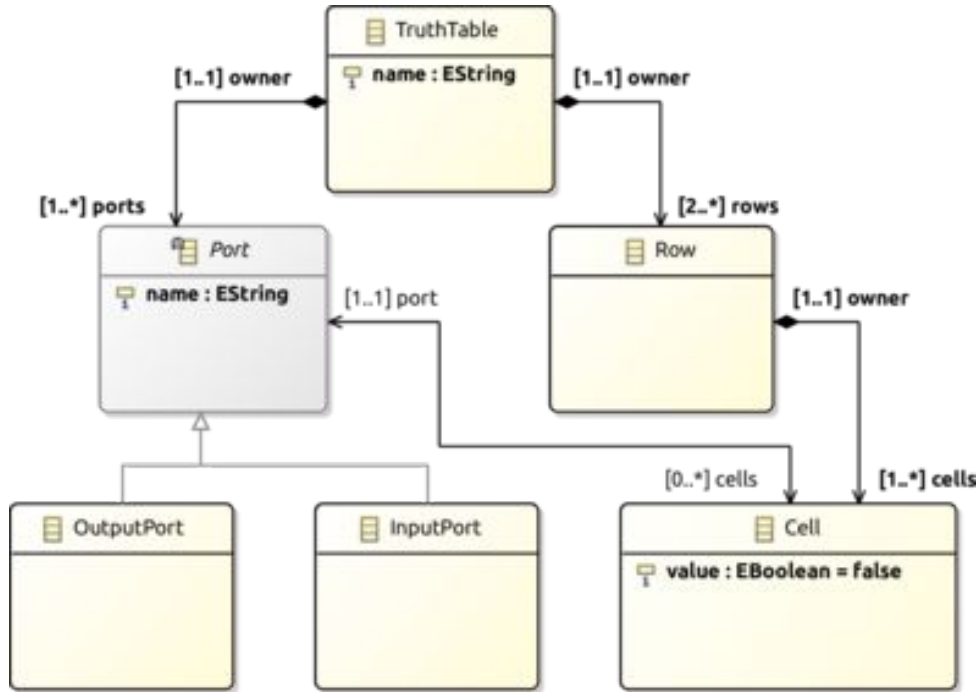 TruthTable
name : EString
[1..1] owner
[1..1] owner
[1..*] ports
[2..*] rows
Port
name : EString
Row
[1..1] port
[1..1] owner
[0..*] cells
[1..*] cells
OutputPort
InputPort
Cell
value : EBoolean = false